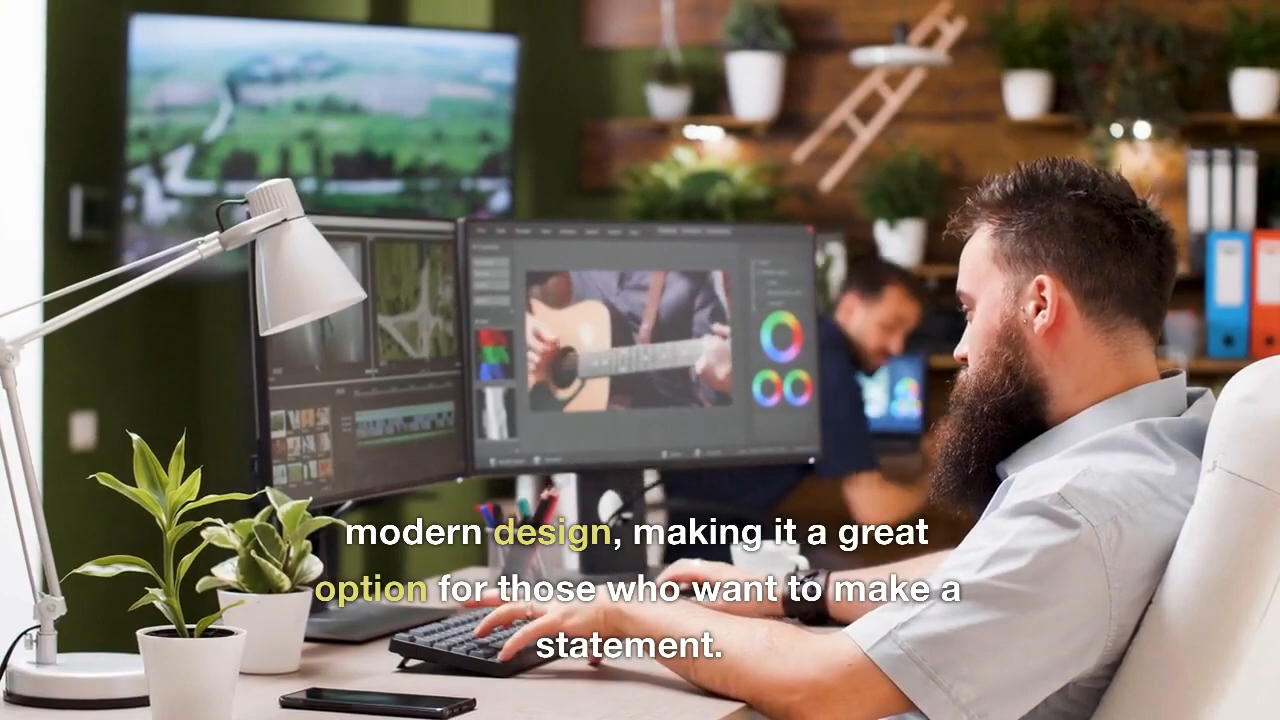 modern design, making it a great
option for those who want to make a
statement.